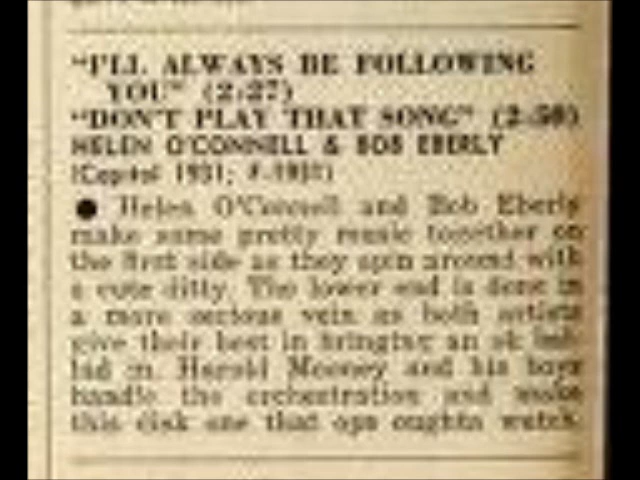 "I'LL ALWAYS BE FOLLOWING
YOU" (2:27)
"DON'T PLAY THAT SONG" (2:50)
HELEN O'CONNELL & BOB EBERLY
(Capitol 1931; F-1931)
● Helen O'Connell and Bob Eberly
make some pretty music together on
the first side as they spin around with
a cute ditty. The lower end is done in
a more serious vein as both artists
give their best in bringing an ok bal-
lad in. Harold Mooney and his boys
handle the orchestration and make
this disk one that ops oughta watch.